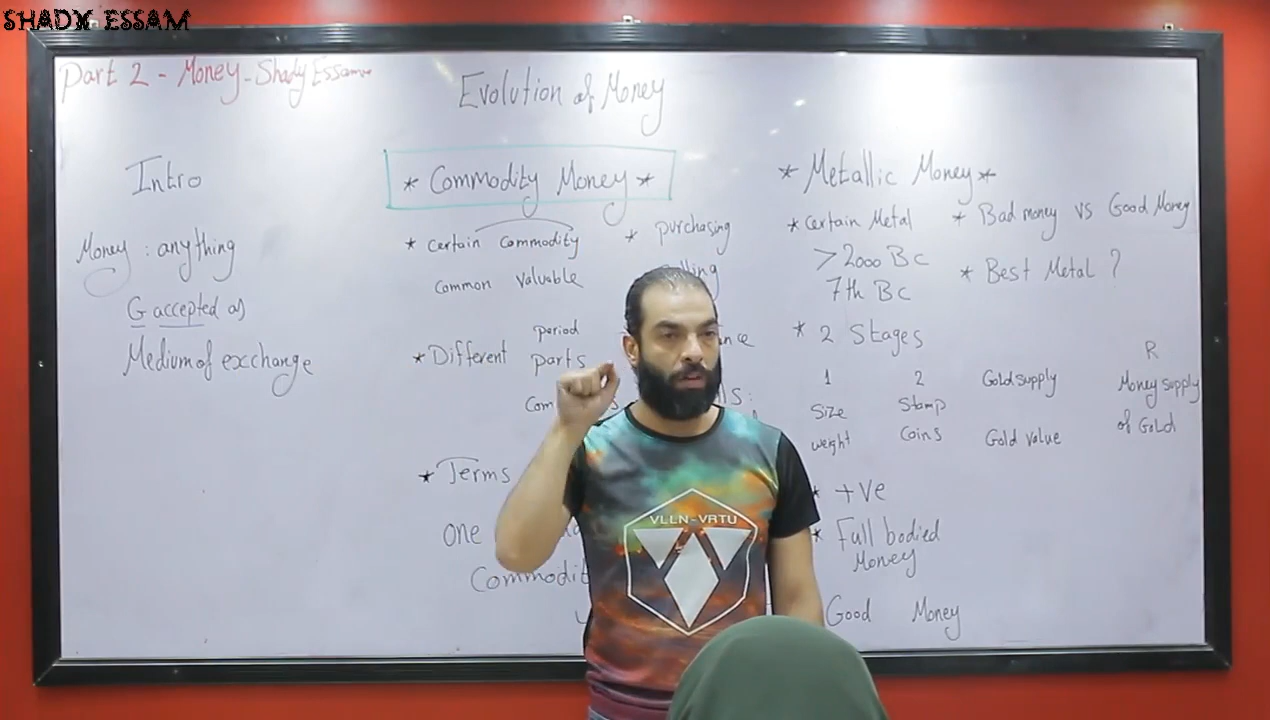 SHADY ESSAM
Part 2 - Money - Shady Essam
Evolution of Money
Intro
Money : anything
G accepted as
Medium of exchange
* Commodity Money *
* Certain Commodity
Common Valuable
* Different period
parts
* Terms
one
* purchasing
* Metallic Money *
* Certain Metal
> 2000 BC
7th BC
* 2 Stages
1 2
Size Stamp
weight Coins
* +ve
* Full bodied
Money
Good Money
* Bad money vs Good Money
* Best Metal ?
Gold supply
Gold value
R
Money supply
of Gold
VLLN-VRTU